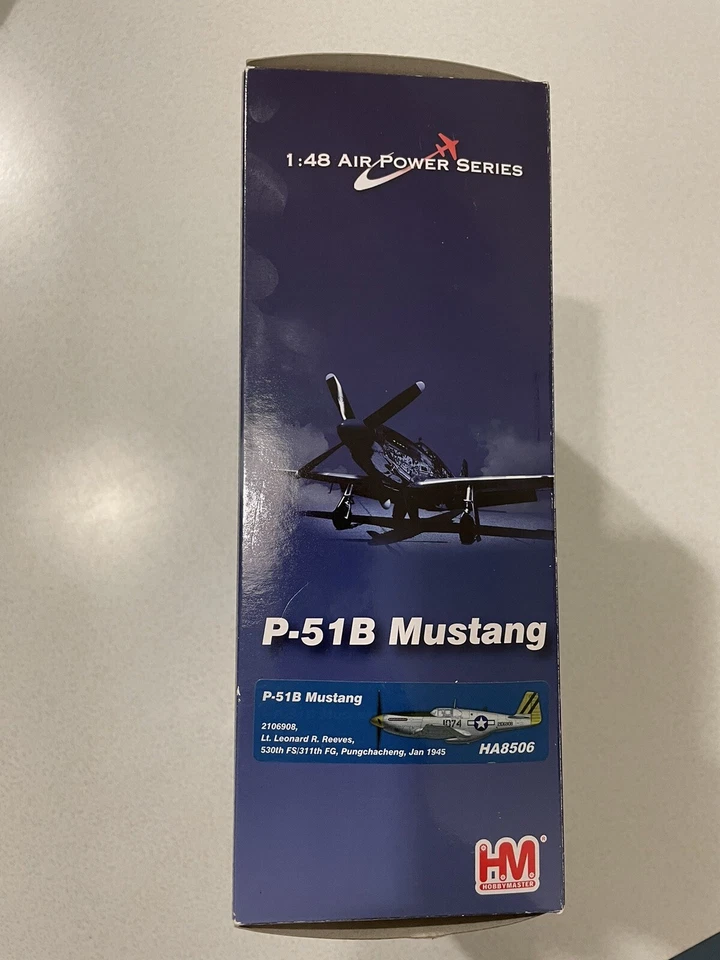 1:48 AIR POWER SERIES
P-51B Mustang
P-51B Mustang
2106908,
Lt. Leonard R. Reeves,
530th FS/311th FG, Pungchacheng, Jan 1945
1074
HA8506
HM®
HOBBYMASTER